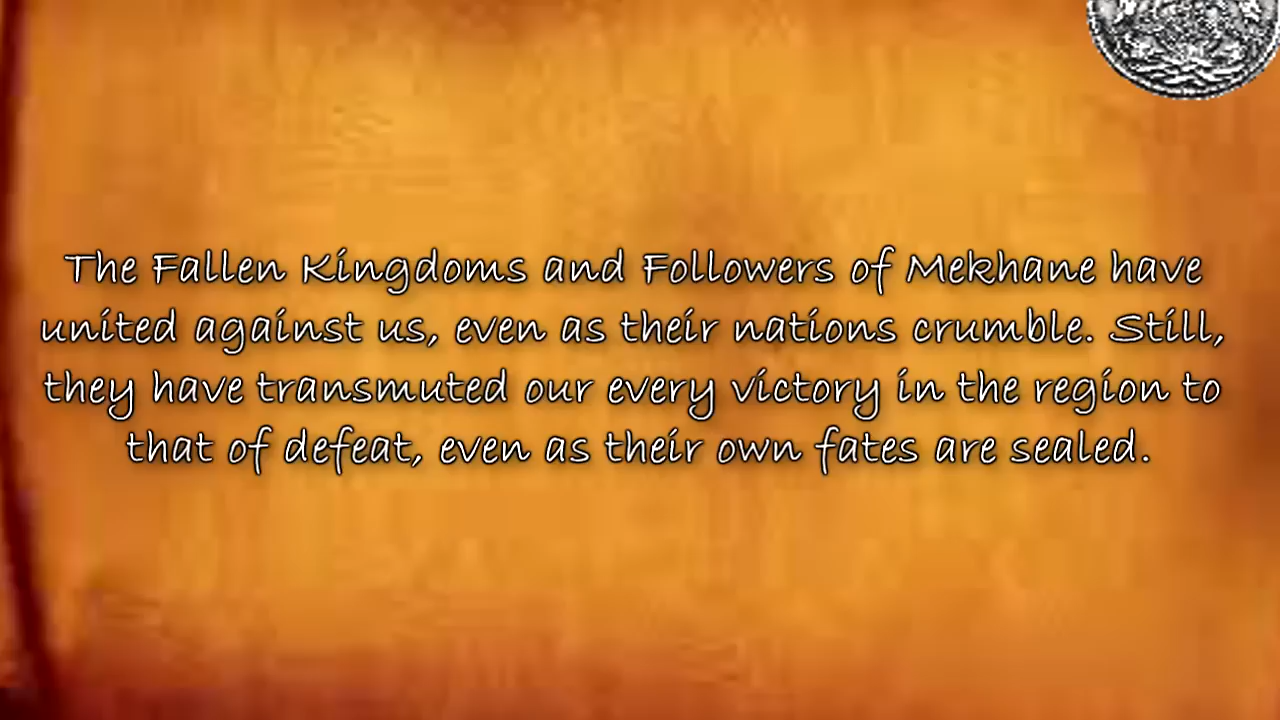 The Fallen Kingdoms and Followers of Mekhane have
united against us, even as their nations crumble. Still,
they have transmuted our every victory in the region to
that of defeat, even as their own fates are sealed.